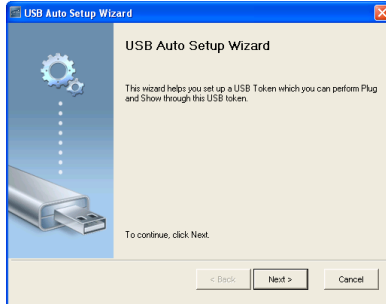 USB Auto Setup Wizard
USB Auto Setup Wizard
This wizard helps you set up a USB Token which you can perform Plug
and Show through this USB token.
To continue, click Next.
< Back
Next >
Cancel